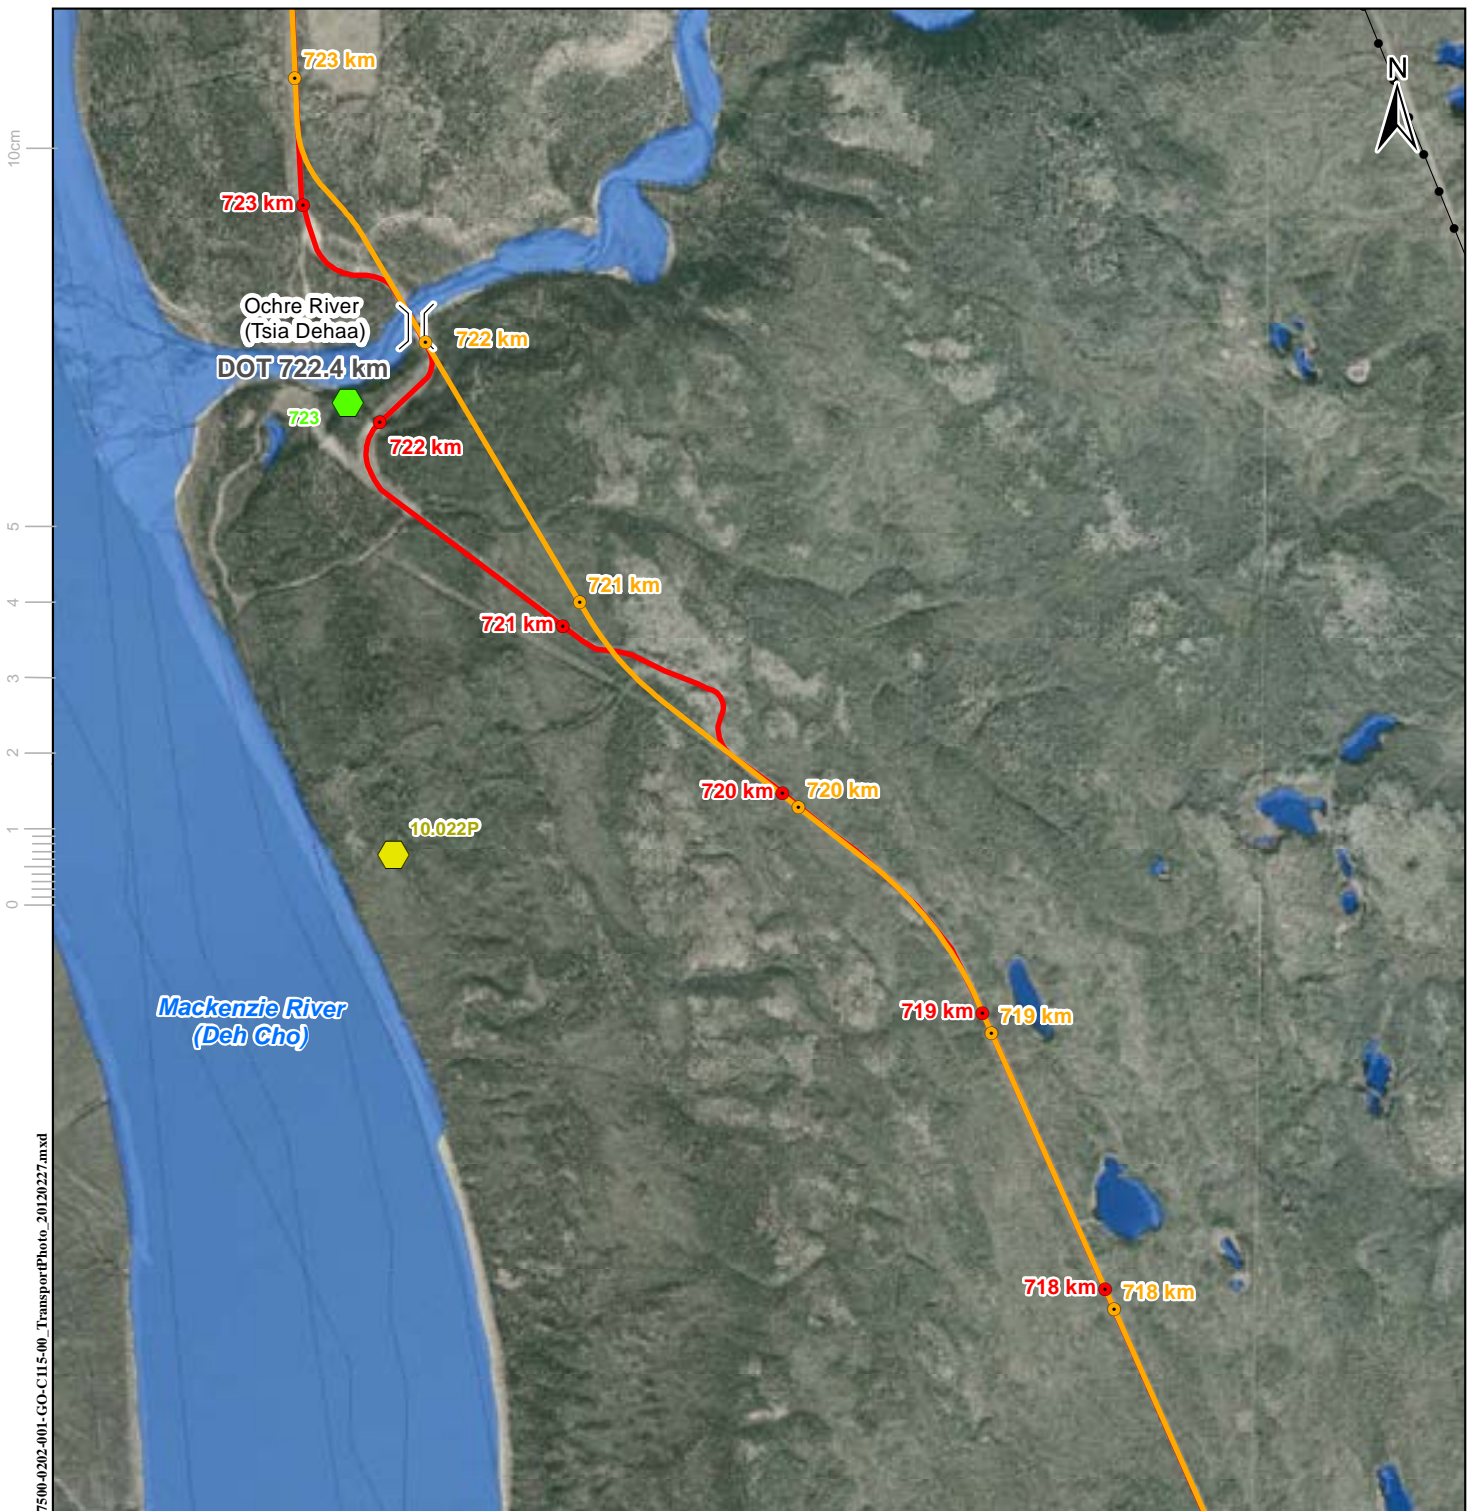 723 km
N
10cm
723 km
Ochre River
(Tsia Dehaa)
722 km
DOT 722.4 km
723
722 km
5
721 km
4
721 km
3
2
720 km
720 km
1
10.022P
0
Mackenzie River
(Deh Cho)
719 km
719 km
718 km
718 km
7500-0202-001-GO-C115-00_TransportPhoto_20120227.mxd